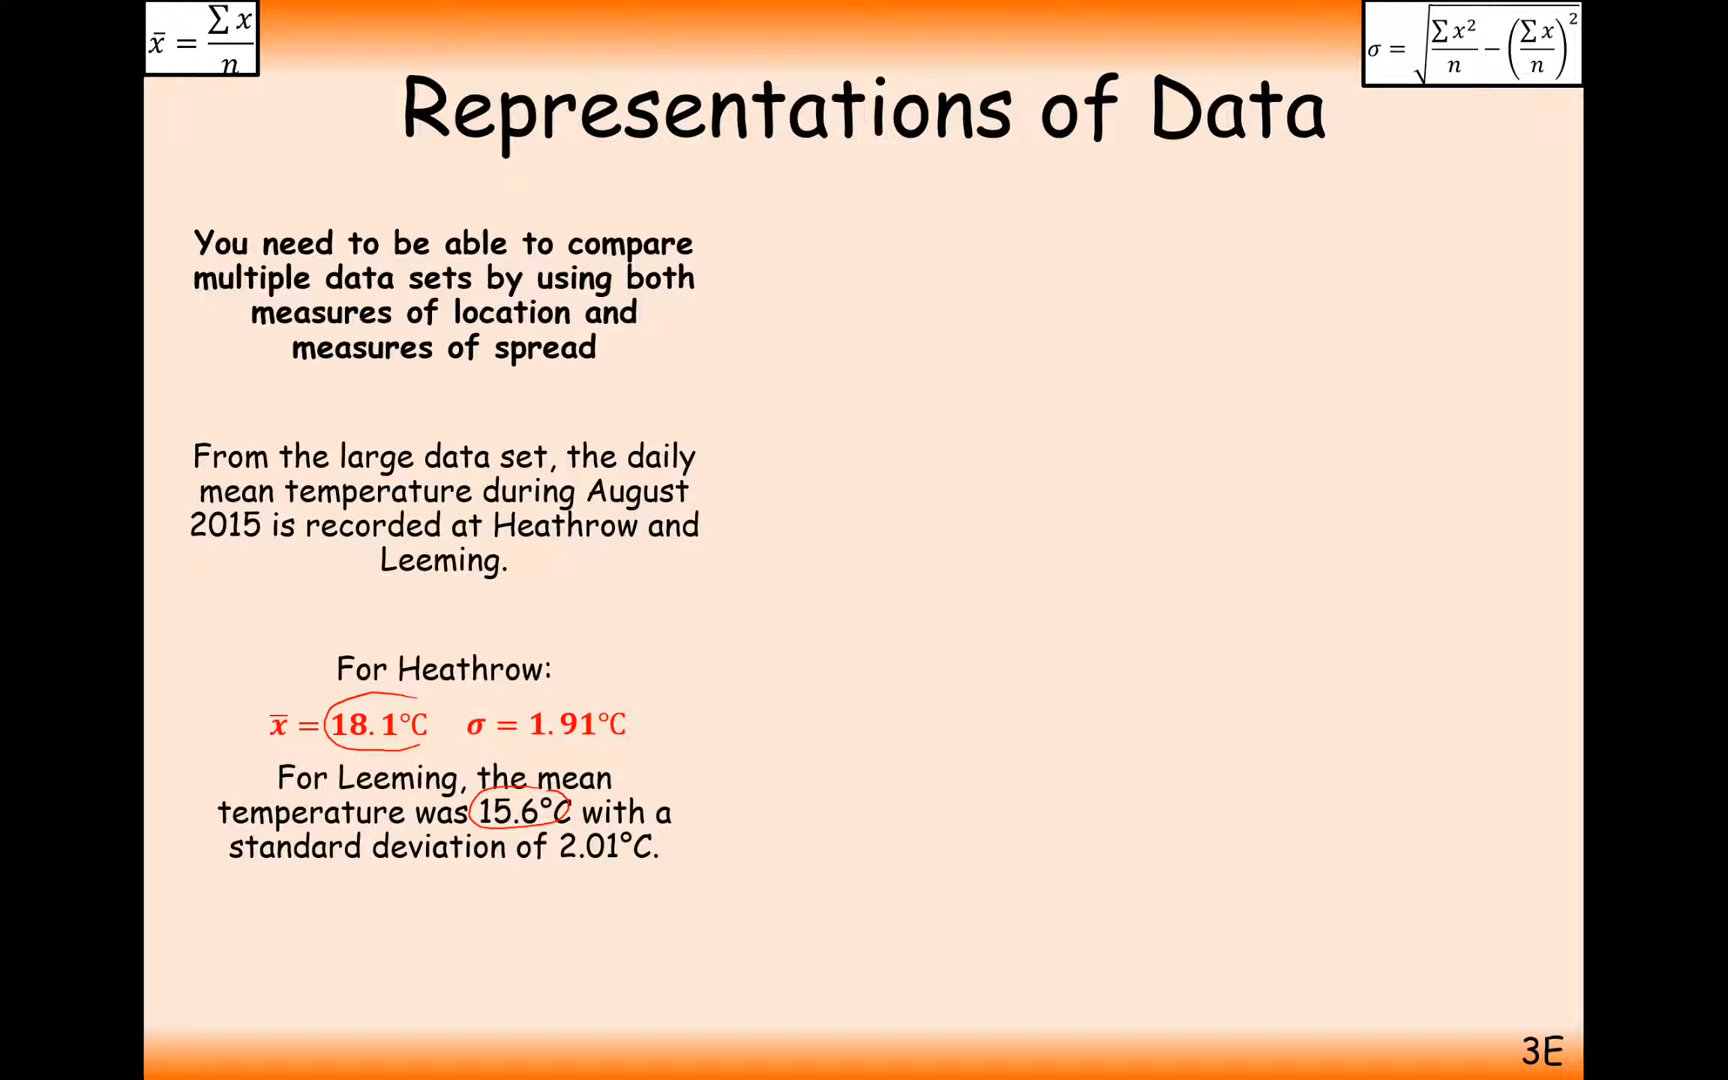 x̄ = ∑x / n
σ = √(∑x²/n − (∑x/n)²)
Representations of Data
You need to be able to compare
multiple data sets by using both
measures of location and
measures of spread
From the large data set, the daily
mean temperature during August
2015 is recorded at Heathrow and
Leeming.
For Heathrow:
x̄ = 18.1°C σ = 1.91°C
For Leeming, the mean
temperature was 15.6°C with a
standard deviation of 2.01°C.
3E